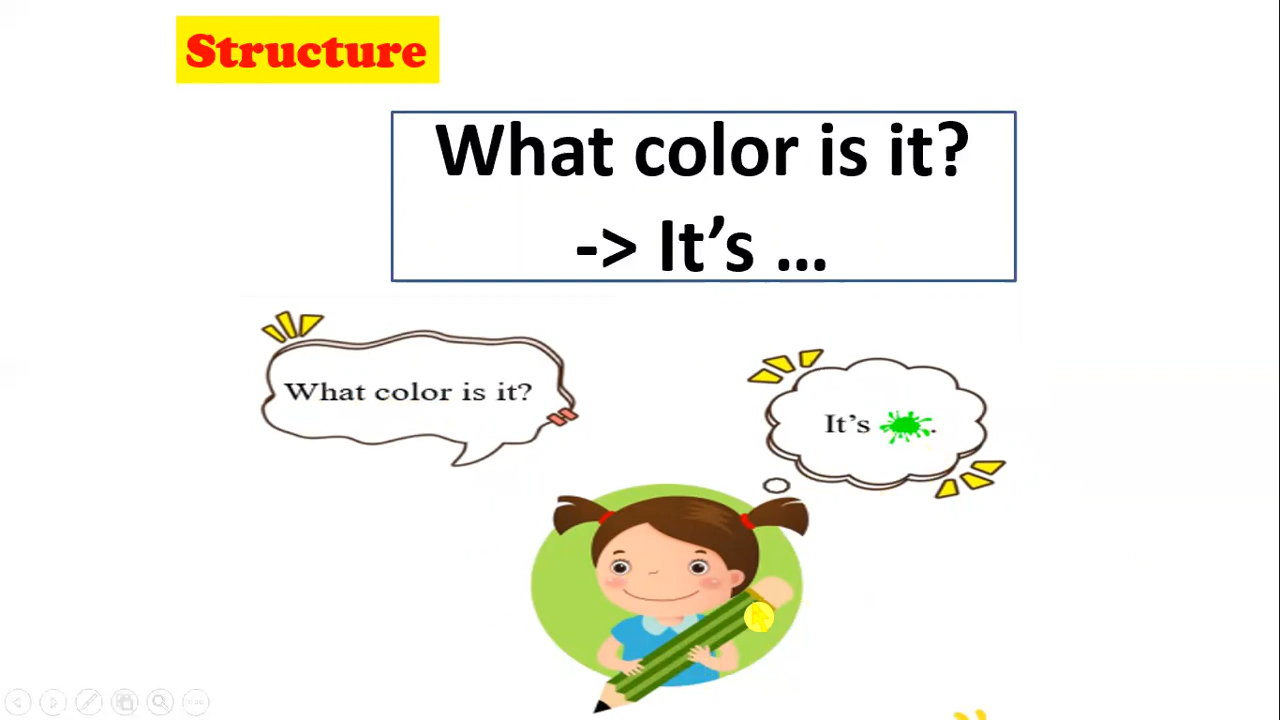 Structure
What color is it?
-> It’s ...
What color is it?
It’s .